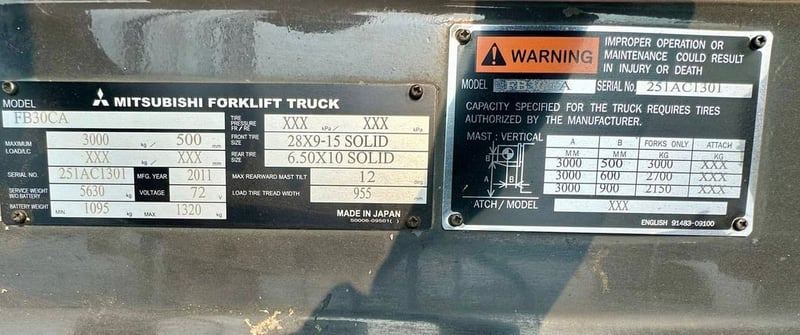 MITSUBISHI FORKLIFT TRUCK
MODEL
FB30CA
MAXIMUM LOAD/LC 3000 kg/ 500 mm
XXX kg/ XXX mm
SERIAL NO. 251AC1301 MFG. YEAR 2011
SERVICE WEIGHT W/O BATTERY 5630 kg VOLTAGE 72 V
BATTERY WEIGHT MIN 1095 kg MAX 1320 kg
TIRE PRESSURE FR/RE XXX kPa/ XXX kPa
FRONT TIRE SIZE 28X9-15 SOLID
REAR TIRE SIZE 6.50X10 SOLID
MAX REARWARD MAST TILT 12 deg
LOAD TIRE TREAD WIDTH 955 mm
MADE IN JAPAN
WARNING
IMPROPER OPERATION OR
MAINTENANCE COULD RESULT
IN INJURY OR DEATH
MODEL SERIAL No. 251AC1301
CAPACITY SPECIFIED FOR THE TRUCK REQUIRES TIRES
AUTHORIZED BY THE MANUFACTURER.
MAST : VERTICAL
A B FORKS ONLY ATTACH
MM MM KG KG
3000 500 3000 XXX
3000 600 2700 XXX
3000 900 2150 XXX
B
A
ATCH / MODEL XXX
ENGLISH 91483-09100